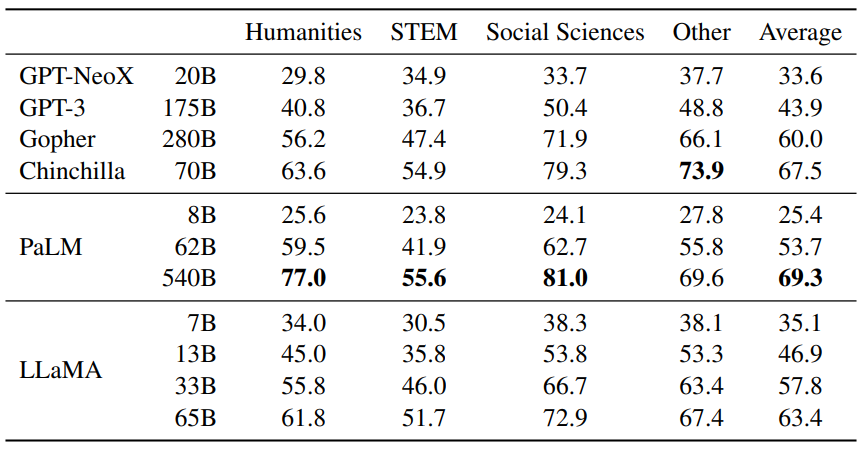 Humanities STEM Social Sciences Other Average
GPT-NeoX 20B 29.8 34.9 33.7 37.7 33.6
GPT-3 175B 40.8 36.7 50.4 48.8 43.9
Gopher 280B 56.2 47.4 71.9 66.1 60.0
Chinchilla 70B 63.6 54.9 79.3 73.9 67.5
8B 25.6 23.8 24.1 27.8 25.4
PaLM 62B 59.5 41.9 62.7 55.8 53.7
540B 77.0 55.6 81.0 69.6 69.3
7B 34.0 30.5 38.3 38.1 35.1
13B 45.0 35.8 53.8 53.3 46.9
LLaMA
33B 55.8 46.0 66.7 63.4 57.8
65B 61.8 51.7 72.9 67.4 63.4